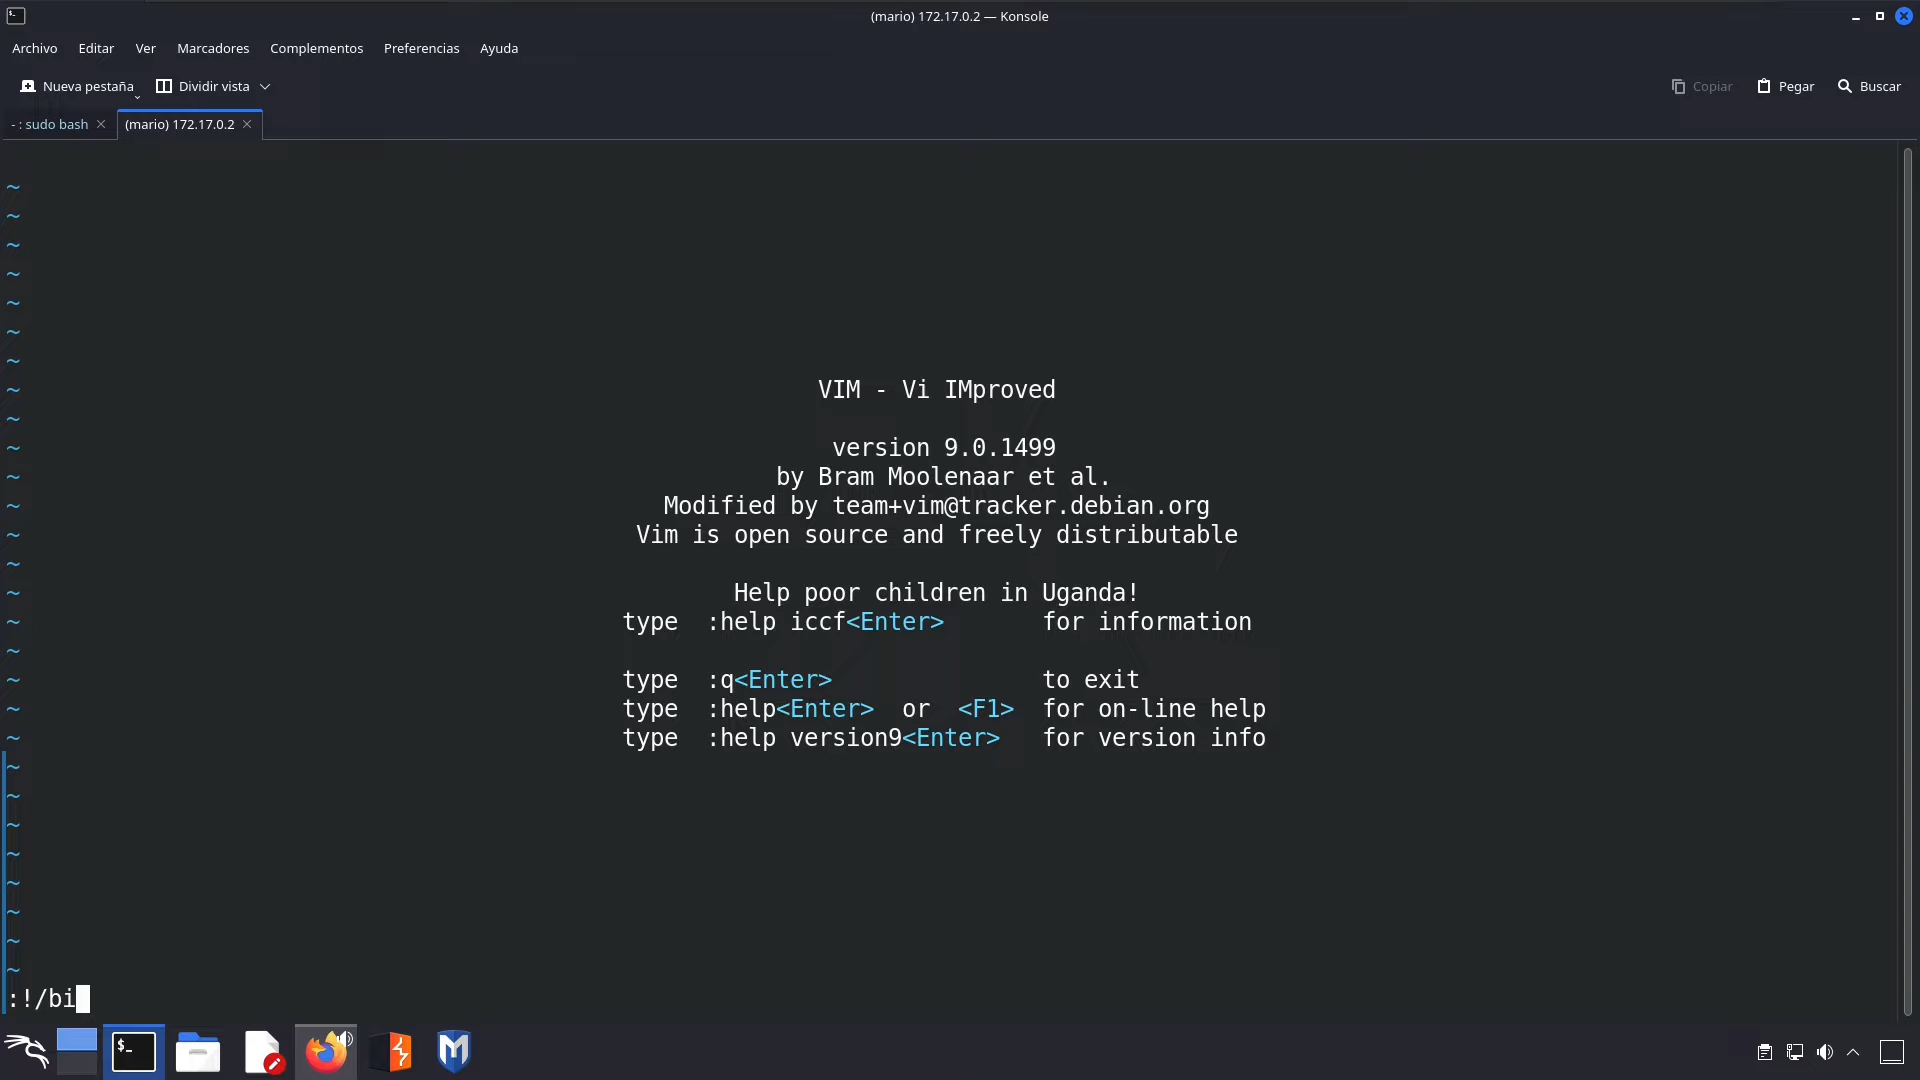 (mario) 172.17.0.2 — Konsole
Archivo Editar Ver Marcadores Complementos Preferencias Ayuda
Nueva pestaña Dividir vista Copiar Pegar Buscar
- : sudo bash (mario) 172.17.0.2
~
~
~
~
~
~
~
~ VIM - Vi IMproved
~
~ version 9.0.1499
~ by Bram Moolenaar et al.
~ Modified by team+vim@tracker.debian.org
~ Vim is open source and freely distributable
~
~ Help poor children in Uganda!
~ type :help iccf<Enter> for information
~
~ type :q<Enter> to exit
~ type :help<Enter> or <F1> for on-line help
~ type :help version9<Enter> for version info
~
~
~
~
~
~
~
~
:!/bi